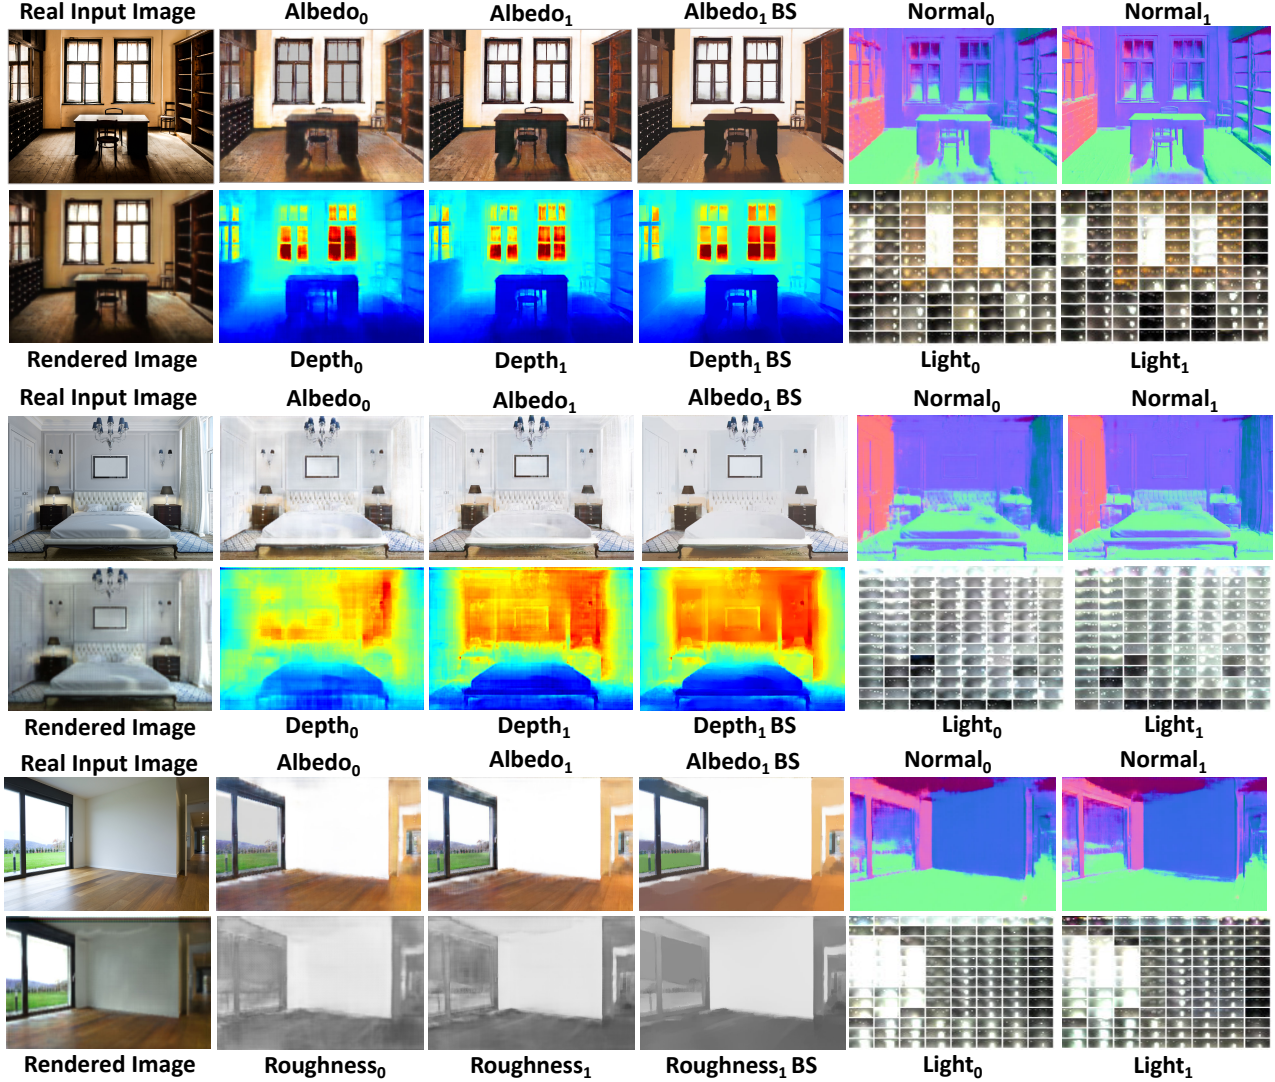 Real Input Image Albedo₀ Albedo₁ Albedo₁ BS Normal₀ Normal₁
Rendered Image Depth₀ Depth₁ Depth₁ BS Light₀ Light₁
Real Input Image Albedo₀ Albedo₁ Albedo₁ BS Normal₀ Normal₁
Rendered Image Depth₀ Depth₁ Depth₁ BS Light₀ Light₁
Real Input Image Albedo₀ Albedo₁ Albedo₁ BS Normal₀ Normal₁
Rendered Image Roughness₀ Roughness₁ Roughness₁ BS Light₀ Light₁